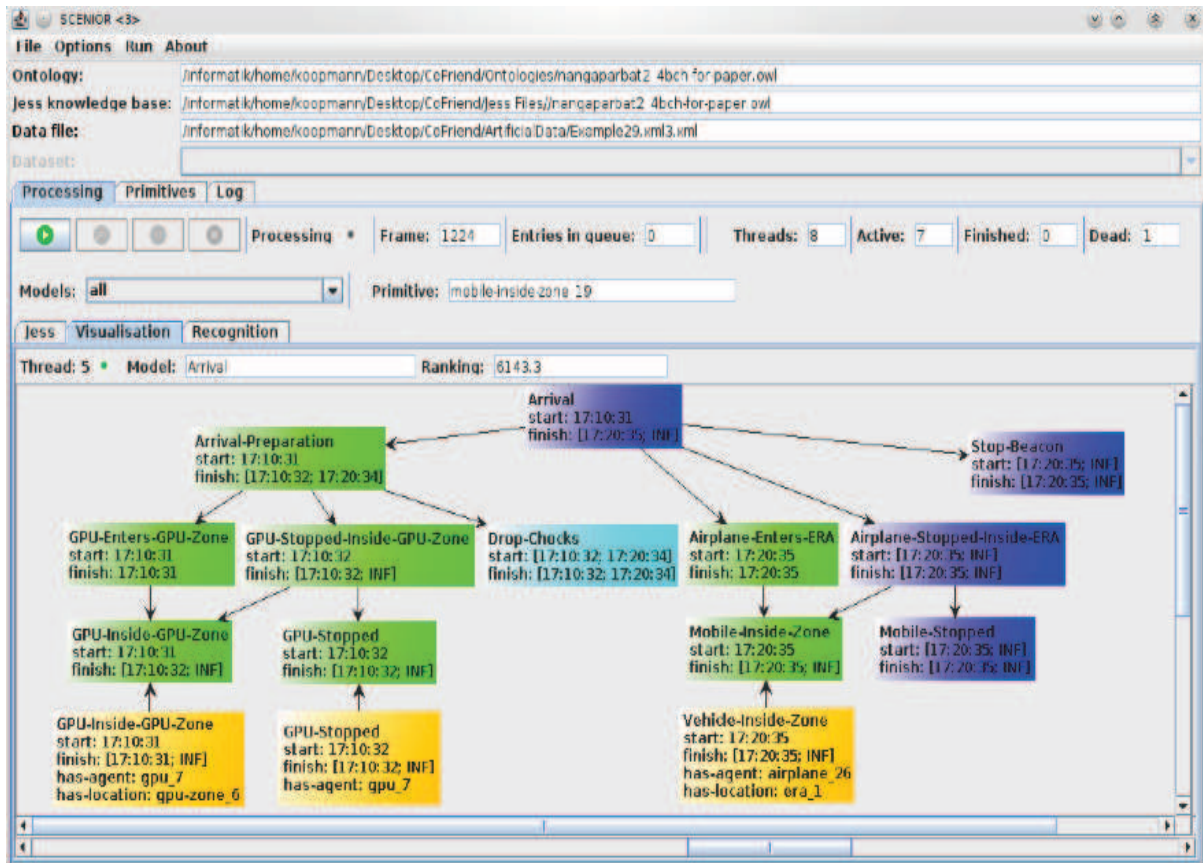 SCENIOR <3>
File Options Run About
Ontology: /informatik/home/koopmann/Desktop/CoFriend/Ontologies/nangaparbat2_4bch-for-paper.owl
Jess knowledge base: /informatik/home/koopmann/Desktop/CoFriend/Jess Files//nangaparbat2_4bch-for-paper.owl
Data file: /informatik/home/koopmann/Desktop/CoFriend/ArtificialData/Example29.xml3.xml
Dataset:
Processing Primitives Log
Processing Frame: 1224 Entries in queue: 0 Threads: 8 Active: 7 Finished: 0 Dead: 1
Models: all Primitive: mobile-inside-zone_19
Jess Visualisation Recognition
Thread: 5 Model: Arrival Ranking: 6143.3
Arrival
start: 17:10:31
finish: [17:20:35; INF]
Arrival-Preparation
start: 17:10:31
finish: [17:10:32; 17:20:34]
Stop-Beacon
start: [17:20:35; INF]
finish: [17:20:35; INF]
GPU-Enters-GPU-Zone
start: 17:10:31
finish: 17:10:31
GPU-Stopped-Inside-GPU-Zone
start: 17:10:32
finish: [17:10:32; INF]
Drop-Chocks
start: [17:10:32; 17:20:34]
finish: [17:10:32; 17:20:34]
Airplane-Enters-ERA
start: 17:20:35
finish: 17:20:35
Airplane-Stopped-Inside-ERA
start: [17:20:35; INF]
finish: [17:20:35; INF]
GPU-Inside-GPU-Zone
start: 17:10:31
finish: [17:10:32; INF]
GPU-Stopped
start: 17:10:32
finish: [17:10:32; INF]
Mobile-Inside-Zone
start: 17:20:35
finish: [17:20:35; INF]
Mobile-Stopped
start: [17:20:35; INF]
finish: [17:20:35; INF]
GPU-Inside-GPU-Zone
start: 17:10:31
finish: [17:10:31; INF]
has-agent: gpu_7
has-location: gpu-zone_6
GPU-Stopped
start: 17:10:32
finish: [17:10:32; INF]
has-agent: gpu_7
Vehicle-Inside-Zone
start: 17:20:35
finish: [17:20:35; INF]
has-agent: airplane_26
has-location: era_1